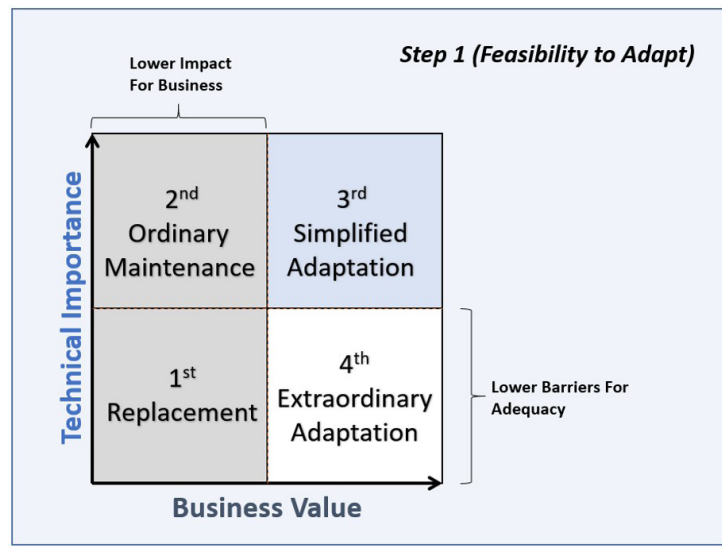 Step 1 (Feasibility to Adapt)
Lower Impact
For Business
Technical Importance
2nd
Ordinary
Maintenance
3rd
Simplified
Adaptation
1st
Replacement
4th
Extraordinary
Adaptation
Lower Barriers For
Adequacy
Business Value